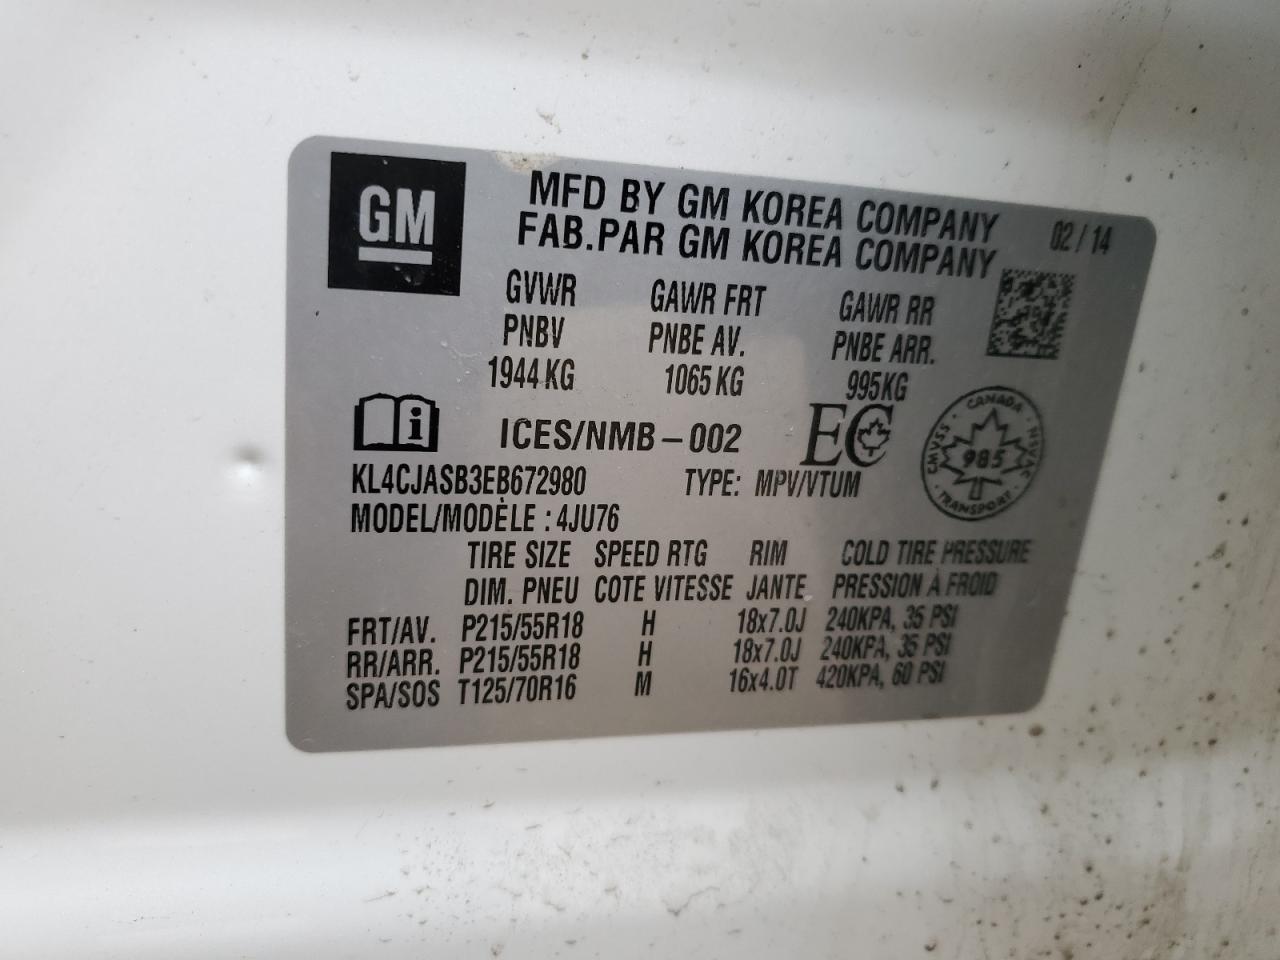 GM
MFD BY GM KOREA COMPANY 02 / 14
FAB.PAR GM KOREA COMPANY
GVWR GAWR FRT GAWR RR
PNBV PNBE AV. PNBE ARR.
1944 KG 1065 KG 995KG
i ICES/NMB-002 EC
CANADA
CMVSS NSVAC
985
TRANSPORT
KL4CJASB3EB672980 TYPE: MPV/VTUM
MODEL/MODÈLE : 4JU76
TIRE SIZE SPEED RTG RIM COLD TIRE PRESSURE
DIM. PNEU COTE VITESSE JANTE PRESSION À FROID
FRT/AV. P215/55R18 H 18x7.0J 240KPA, 35 PSI
RR/ARR. P215/55R18 H 18x7.0J 240KPA, 35 PSI
SPA/SOS T125/70R16 M 16x4.0T 420KPA, 60 PSI